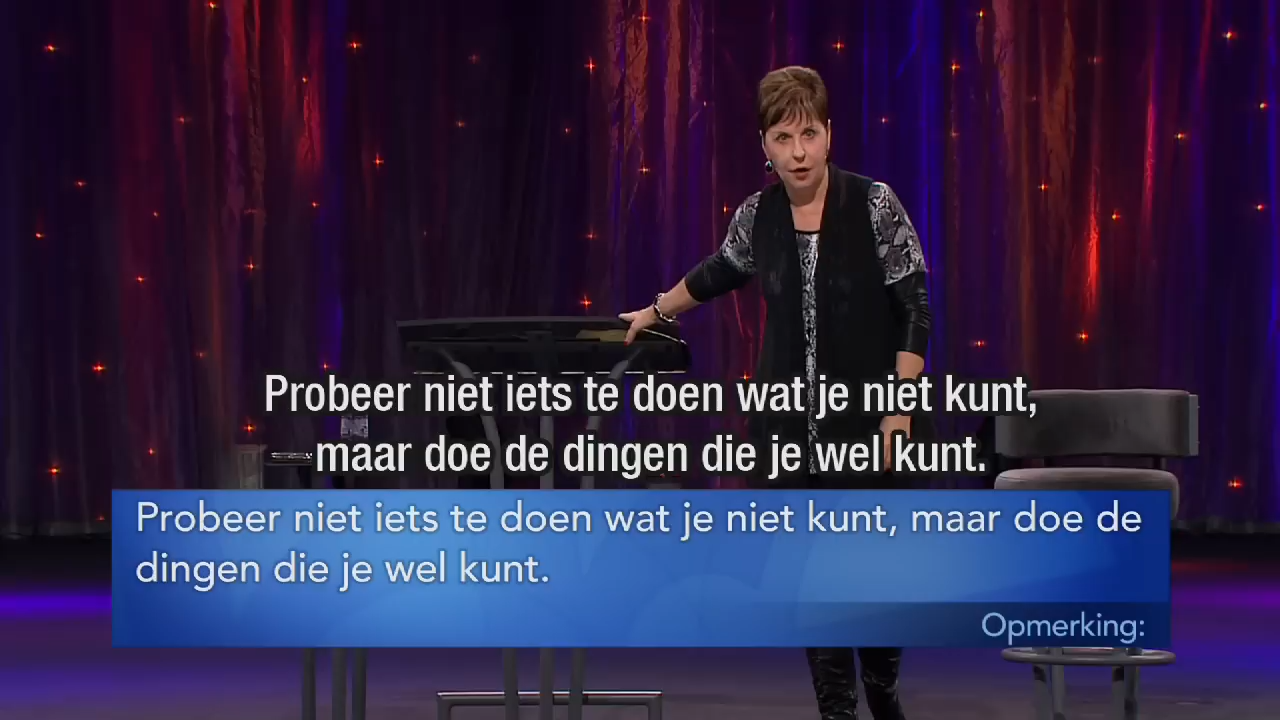 Probeer niet iets te doen wat je niet kunt,
maar doe de dingen die je wel kunt.
Probeer niet iets te doen wat je niet kunt, maar doe de
dingen die je wel kunt.
Opmerking: